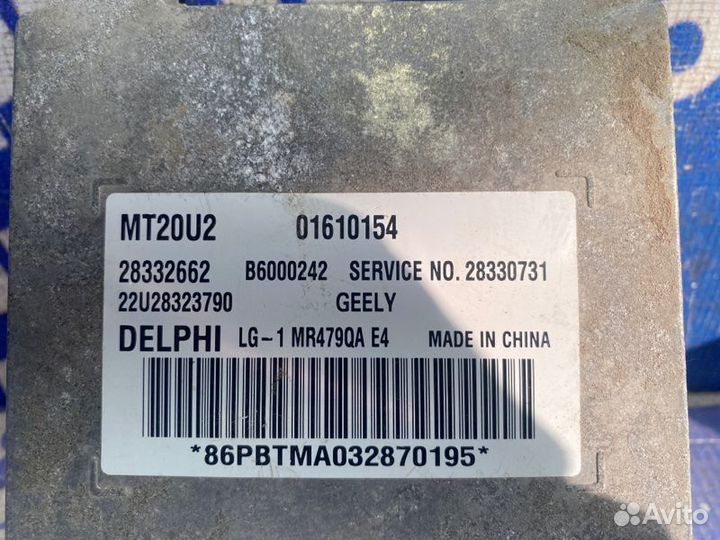 MT20U2 01610154
28332662 B6000242 SERVICE NO. 28330731
22U28323790 GEELY
DELPHI LG-1 MR479QA E4 MADE IN CHINA
*86PBTMA032870195*
Avito